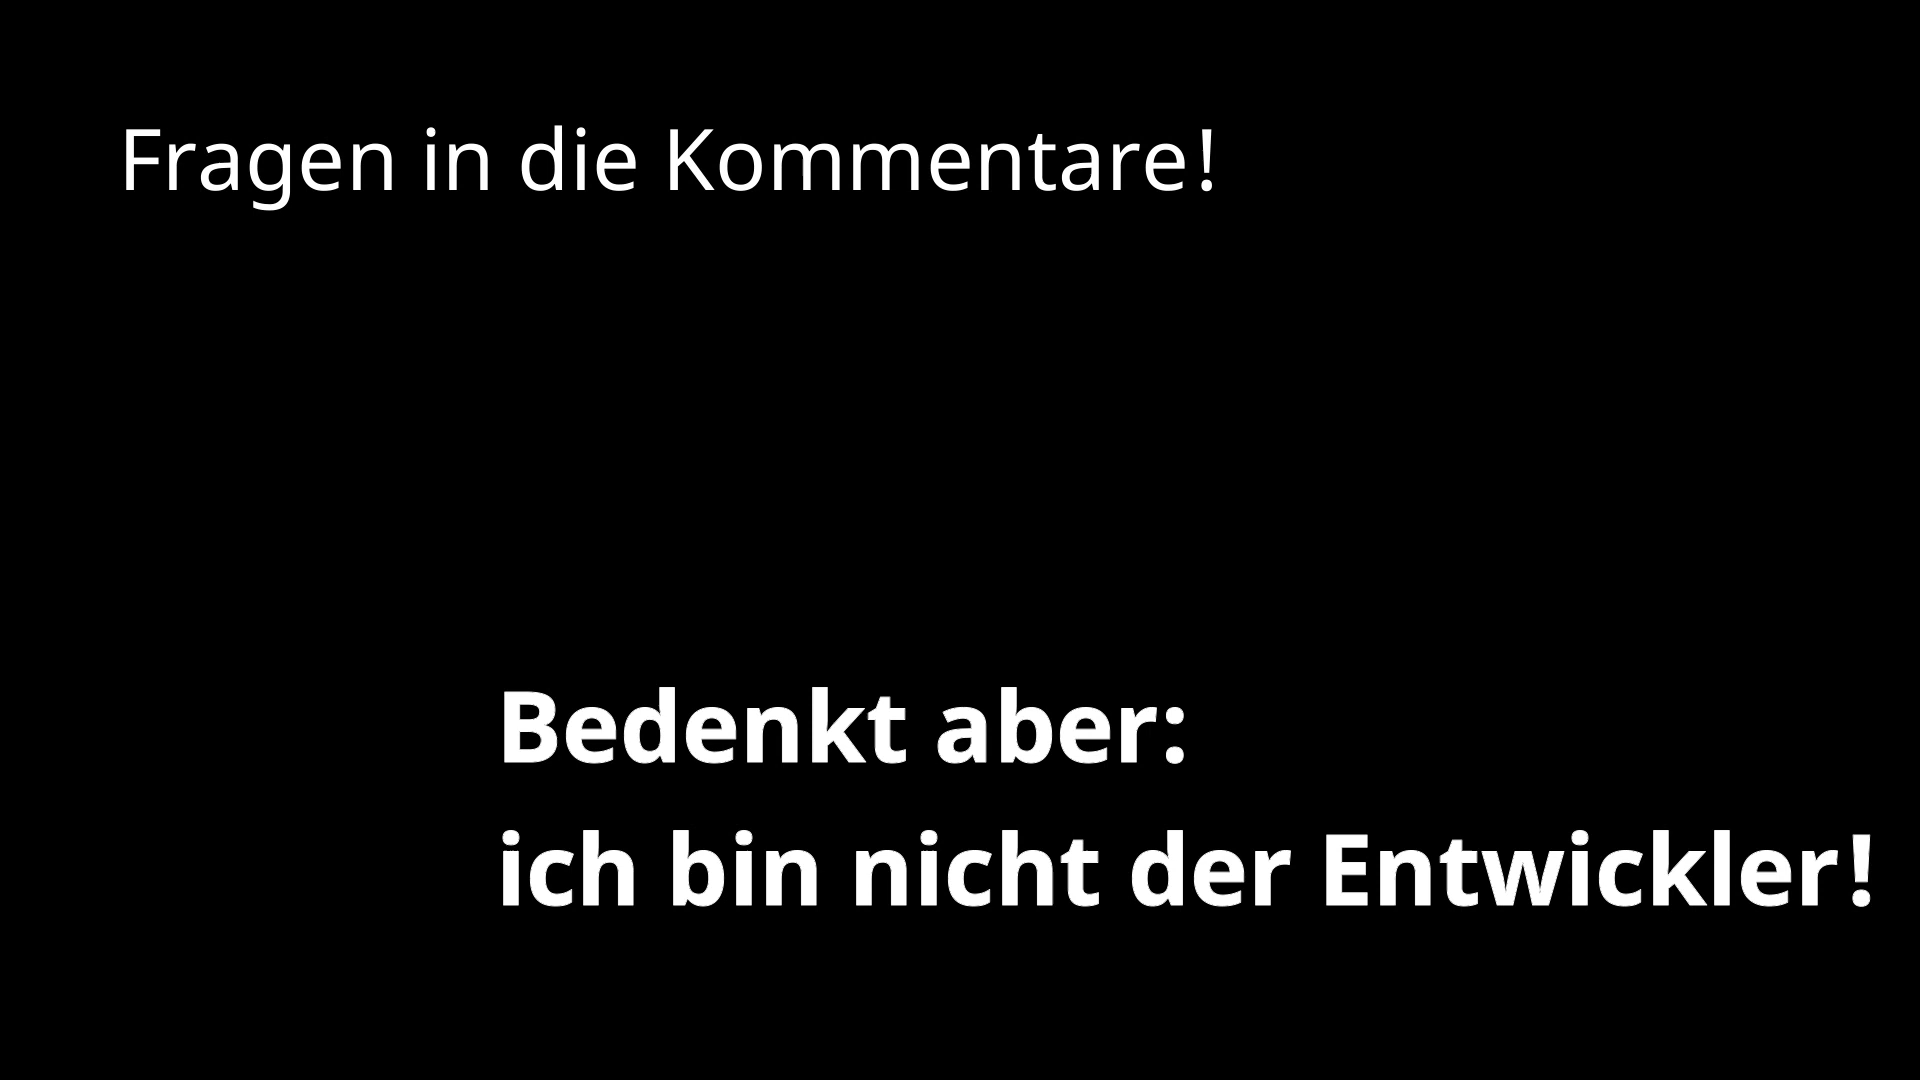 Fragen in die Kommentare!
Bedenkt aber:
ich bin nicht der Entwickler!